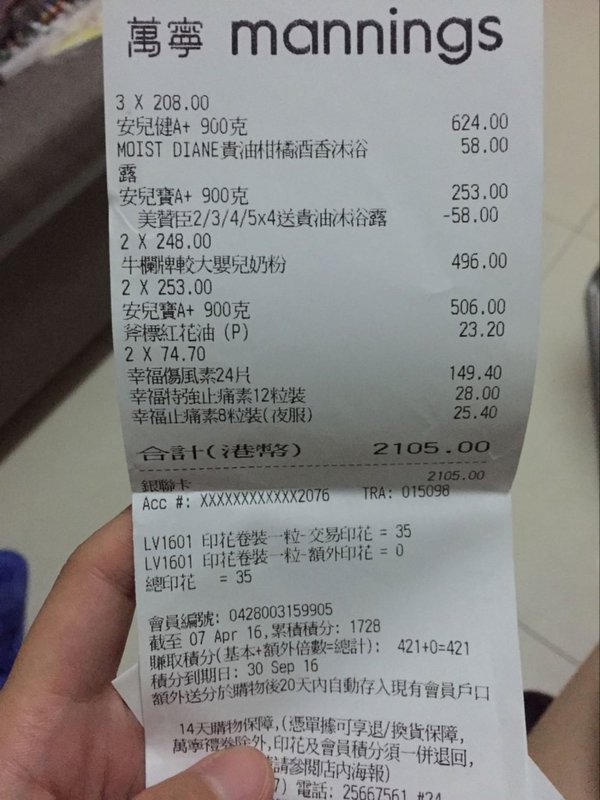 萬寧 mannings
3 X 208.00
安兒健A+ 900克 624.00
MOIST DIANE貴油柑橘酒香沐浴 58.00
露
安兒寶A+ 900克 253.00
美贊臣2/3/4/5x4送貴油沐浴露 -58.00
2 X 248.00
牛欄牌較大嬰兒奶粉 496.00
2 X 253.00
安兒寶A+ 900克 506.00
斧標紅花油 (P) 23.20
2 X 74.70
幸福傷風素24片 149.40
幸福特強止痛素12粒裝 28.00
幸福止痛素8粒裝(夜服) 25.40
合計(港幣) 2105.00
銀聯卡 2105.00
Acc #: XXXXXXXXXXXX2076 TRA: 015098
LV1601 印花卷裝一粒-交易印花 = 35
LV1601 印花卷裝一粒-額外印花 = 0
總印花 = 35
會員編號: 0428003159905
截至 07 Apr 16,累積積分: 1728
賺取積分(基本+額外倍數=總計): 421+0=421
積分到期日: 30 Sep 16
額外送分於購物後20天內自動存入現有會員戶口
14天購物保障,(憑單據可享退/換貨保障,
萬寧禮券除外,印花及會員積分須一併退回,
請參閱店內海報)
7) 電話: 25667561 #24